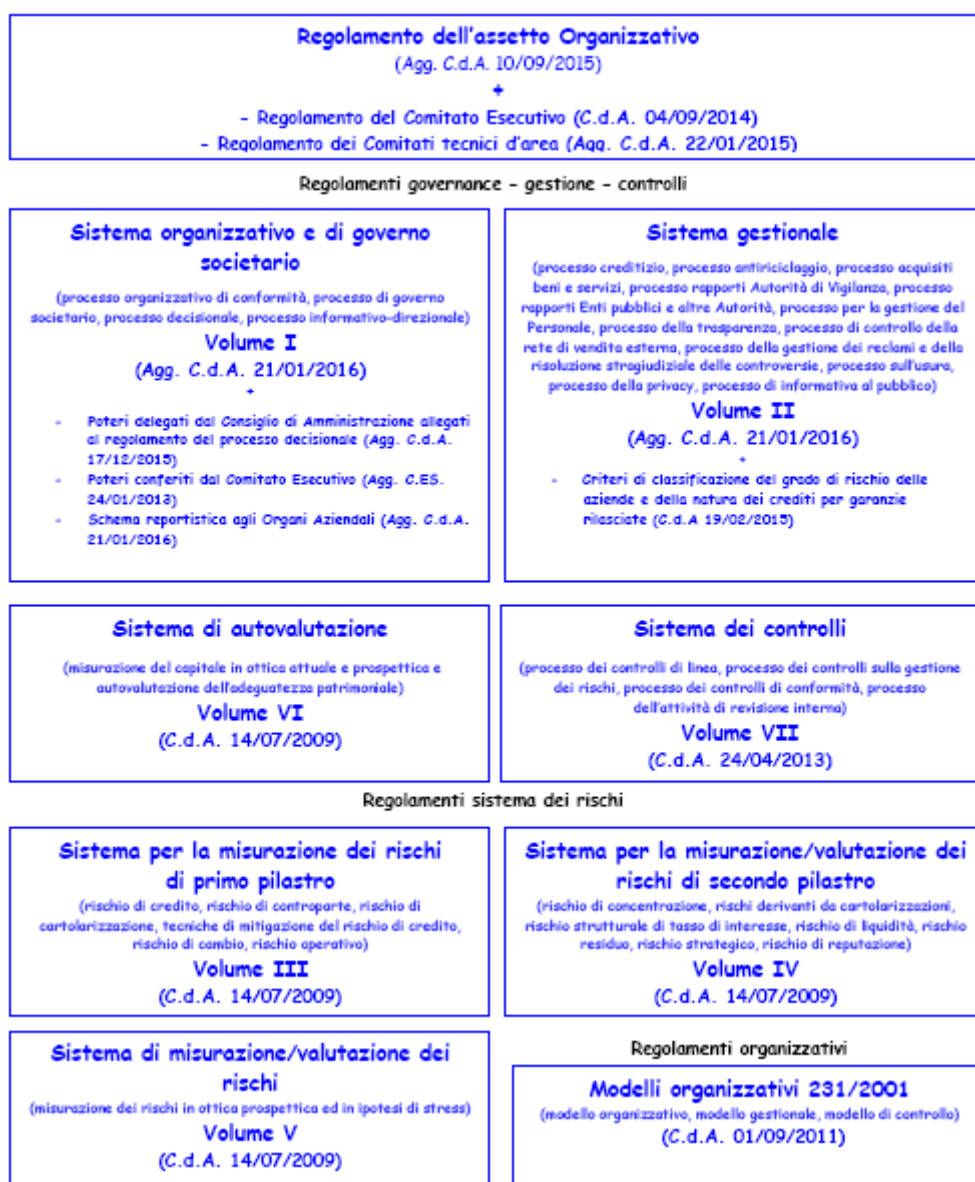 Regolamento dell'assetto Organizzativo
(Agg. C.d.A. 10/09/2015)
+
- Regolamento del Comitato Esecutivo (C.d.A. 04/09/2014)
- Regolamento dei Comitati tecnici d'area (Agg. C.d.A. 22/01/2015)
Regolamenti governance - gestione - controlli
Sistema organizzativo e di governo
societario
(processo organizzativo di conformità, processo di governo
societario, processo decisionale, processo informativo-direzionale)
Volume I
(Agg. C.d.A. 21/01/2016)
+
- Poteri delegati dal Consiglio di Amministrazione allegati
al regolamento del processo decisionale (Agg. C.d.A.
17/12/2015)
- Poteri conferiti dal Comitato Esecutivo (Agg. C.ES.
24/01/2013)
- Schema reportistica agli Organi Aziendali (Agg. C.d.A.
21/01/2016)
Sistema gestionale
(processo creditizio, processo antiriciclaggio, processo acquisiti
beni e servizi, processo rapporti Autorità di Vigilanza, processo
rapporti Enti pubblici e altre Autorità, processo per la gestione del
Personale, processo della trasparenza, processo di controllo della
rete di vendita esterna, processo della gestione dei reclami e della
risoluzione stragiudiziale delle controversie, processo sull'usura,
processo della privacy, processo di informativa al pubblico)
Volume II
(Agg. C.d.A. 21/01/2016)
+
- Criteri di classificazione del grado di rischio delle
aziende e della natura dei crediti per garanzie
rilasciate (C.d.A 19/02/2015)
Sistema di autovalutazione
(misurazione del capitale in ottica attuale e prospettica e
autovalutazione dell'adeguatezza patrimoniale)
Volume VI
(C.d.A. 14/07/2009)
Sistema dei controlli
(processo dei controlli di linea, processo dei controlli sulla gestione
dei rischi, processo dei controlli di conformità, processo
dell'attività di revisione interna)
Volume VII
(C.d.A. 24/04/2013)
Regolamenti sistema dei rischi
Sistema per la misurazione dei rischi
di primo pilastro
(rischio di credito, rischio di controparte, rischio di
cartolarizzazione, tecniche di mitigazione del rischio di credito,
rischio di cambio, rischio operativo)
Volume III
(C.d.A. 14/07/2009)
Sistema per la misurazione/valutazione dei
rischi di secondo pilastro
(rischio di concentrazione, rischi derivanti da cartolarizzazioni,
rischio strutturale di tasso di interesse, rischio di liquidità, rischio
residuo, rischio strategico, rischio di reputazione)
Volume IV
(C.d.A. 14/07/2009)
Sistema di misurazione/valutazione dei
rischi
(misurazione dei rischi in ottica prospettica ed in ipotesi di stress)
Volume V
(C.d.A. 14/07/2009)
Regolamenti organizzativi
Modelli organizzativi 231/2001
(modello organizzativo, modello gestionale, modello di controllo)
(C.d.A. 01/09/2011)